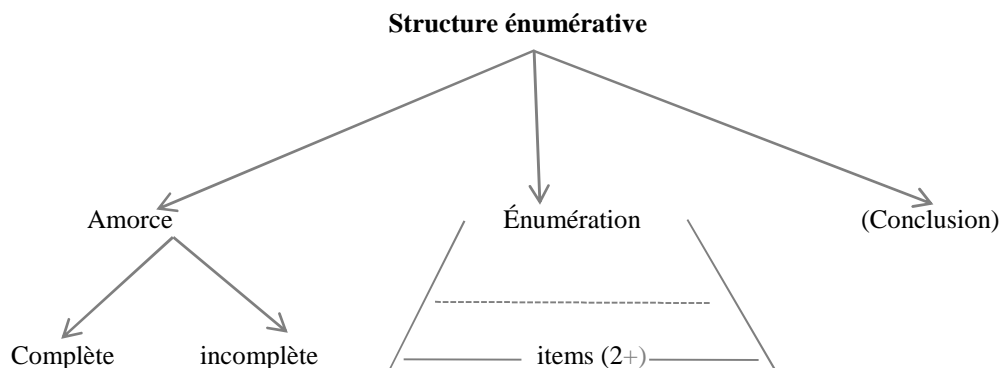 Structure énumérative
Amorce Énumération (Conclusion)
Complète incomplète items (2+)